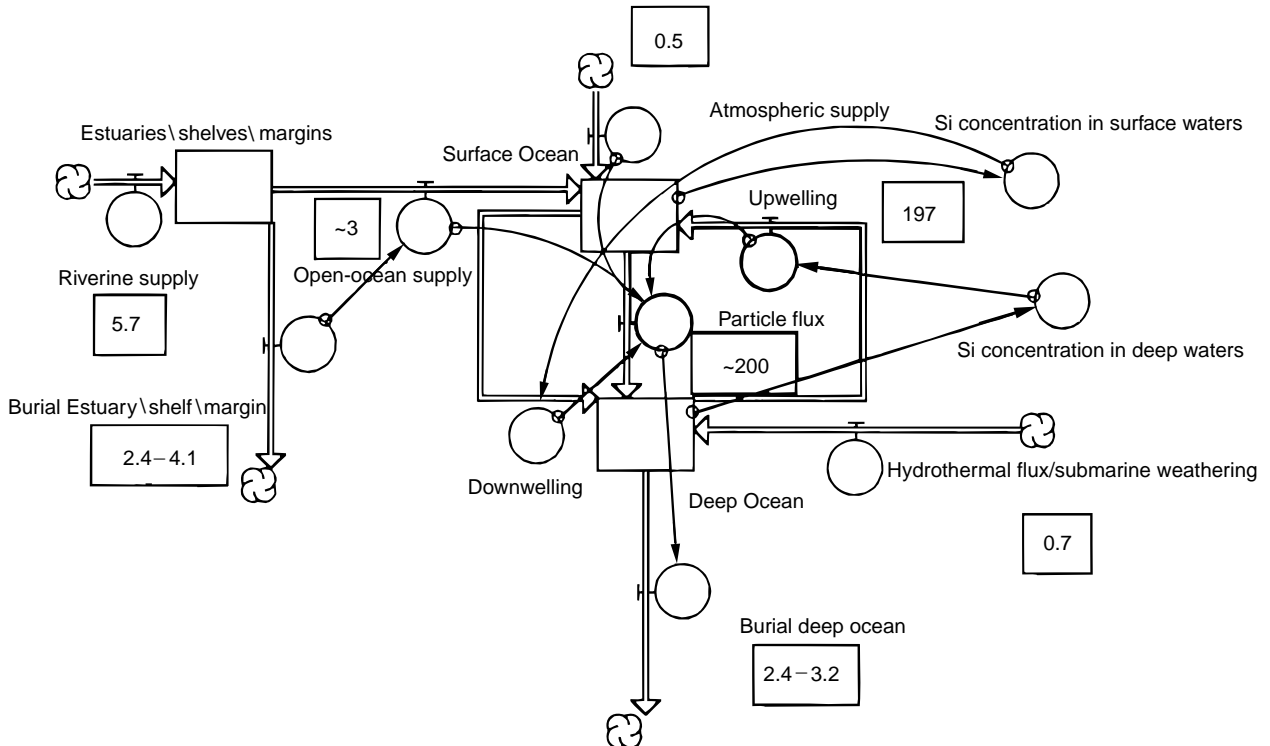 0.5
Atmospheric supply
Si concentration in surface waters
Estuaries\shelves\margins
Surface Ocean
Upwelling
197
~3
Open-ocean supply
Riverine supply
5.7
Particle flux
~200
Si concentration in deep waters
Burial Estuary\shelf\margin
2.4–4.1
Downwelling
Deep Ocean
Hydrothermal flux/submarine weathering
0.7
Burial deep ocean
2.4–3.2